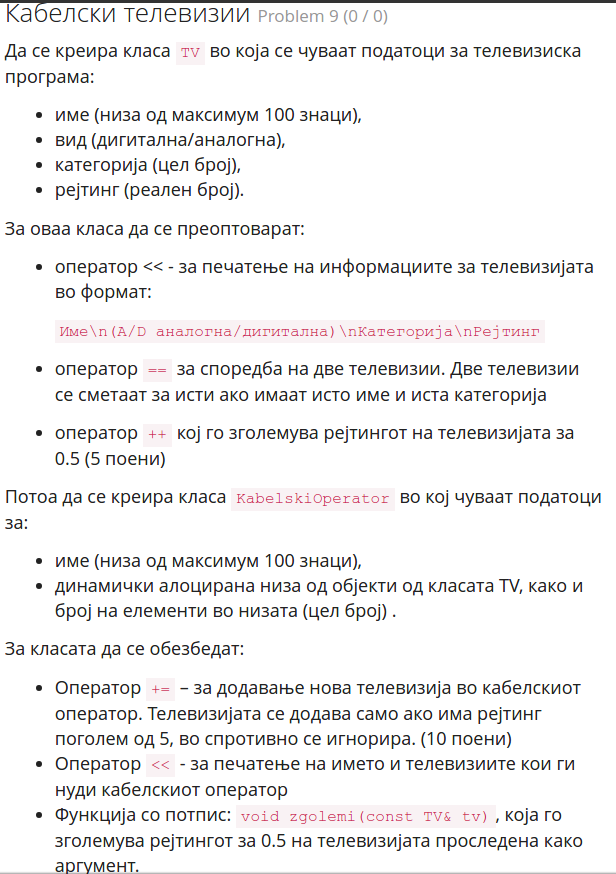 Кабелски телевизии Problem 9 (0 / 0)
Да се креира класа TV во која се чуваат податоци за телевизиска
програма:
• име (низа од максимум 100 знаци),
• вид (дигитална/аналогна),
• категорија (цел број),
• рејтинг (реален број).
За оваа класа да се преоптоварат:
• оператор << - за печатење на информациите за телевизијата
во формат:
Име\n(A/D аналогна/дигитална)\nКатегорија\nРејтинг
• оператор == за споредба на две телевизии. Две телевизии
се сметаат за исти ако имаат исто име и иста категорија
• оператор ++ кој го зголемува рејтингот на телевизијата за
0.5 (5 поени)
Потоа да се креира класа KabelskiOperator во кој чуваат податоци
за:
• име (низа од максимум 100 знаци),
• динамички алоцирана низа од објекти од класата TV, како и
број на елементи во низата (цел број) .
За класата да се обезбедат:
• Оператор += – за додавање нова телевизија во кабелскиот
оператор. Телевизијата се додава само ако има рејтинг
поголем од 5, во спротивно се игнорира. (10 поени)
• Оператор << - за печатење на името и телевизиите кои ги
нуди кабелскиот оператор
• Функција со потпис: void zgolemi(const TV& tv), која го
зголемува рејтингот за 0.5 на телевизијата проследена како
аргумент.